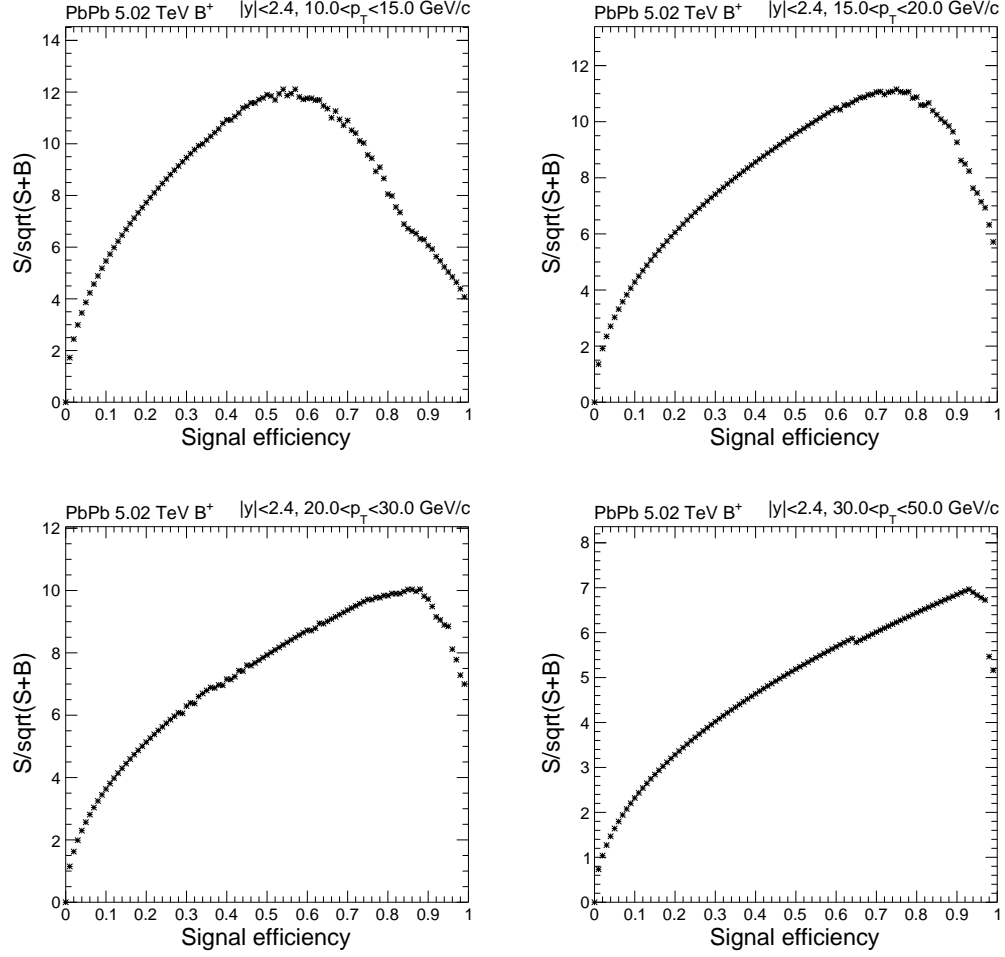 PbPb 5.02 TeV B+ |y|<2.4, 10.0<pT<15.0 GeV/c
14
12
10
8
6
4
2
0
S/sqrt(S+B)
0 0.1 0.2 0.3 0.4 0.5 0.6 0.7 0.8 0.9 1
Signal efficiency
PbPb 5.02 TeV B+ |y|<2.4, 15.0<pT<20.0 GeV/c
12
10
8
6
4
2
0
S/sqrt(S+B)
0 0.1 0.2 0.3 0.4 0.5 0.6 0.7 0.8 0.9 1
Signal efficiency
PbPb 5.02 TeV B+ |y|<2.4, 20.0<pT<30.0 GeV/c
12
10
8
6
4
2
0
S/sqrt(S+B)
0 0.1 0.2 0.3 0.4 0.5 0.6 0.7 0.8 0.9 1
Signal efficiency
PbPb 5.02 TeV B+ |y|<2.4, 30.0<pT<50.0 GeV/c
8
7
6
5
4
3
2
1
0
S/sqrt(S+B)
0 0.1 0.2 0.3 0.4 0.5 0.6 0.7 0.8 0.9 1
Signal efficiency